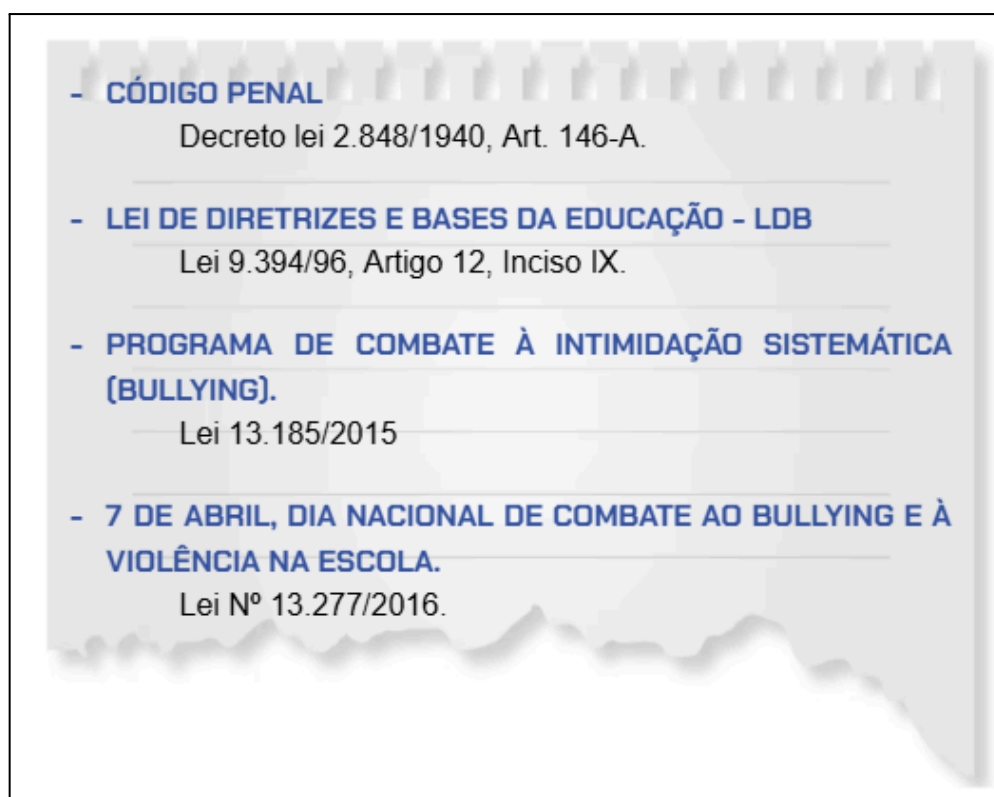 - CÓDIGO PENAL
Decreto lei 2.848/1940, Art. 146-A.
- LEI DE DIRETRIZES E BASES DA EDUCAÇÃO - LDB
Lei 9.394/96, Artigo 12, Inciso IX.
- PROGRAMA DE COMBATE À INTIMIDAÇÃO SISTEMÁTICA
(BULLYING).
Lei 13.185/2015
- 7 DE ABRIL, DIA NACIONAL DE COMBATE AO BULLYING E À
VIOLÊNCIA NA ESCOLA.
Lei Nº 13.277/2016.